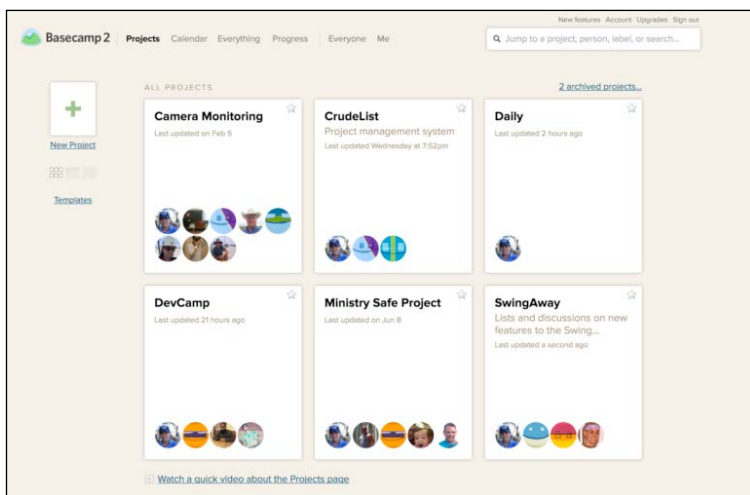 New features Account Upgrades Sign out
Basecamp 2 Projects Calendar Everything Progress Everyone Me
Jump to a project, person, label, or search...
ALL PROJECTS
2 archived projects...
New Project
Templates
Camera Monitoring
Last updated on Feb 5
CrudeList
Project management system
Last updated Wednesday at 7:52pm
Daily
Last updated 2 hours ago
DevCamp
Last updated 21 hours ago
Ministry Safe Project
Last updated on Jun 8
SwingAway
Lists and discussions on new
features to the Swing...
Last updated a second ago
Watch a quick video about the Projects page